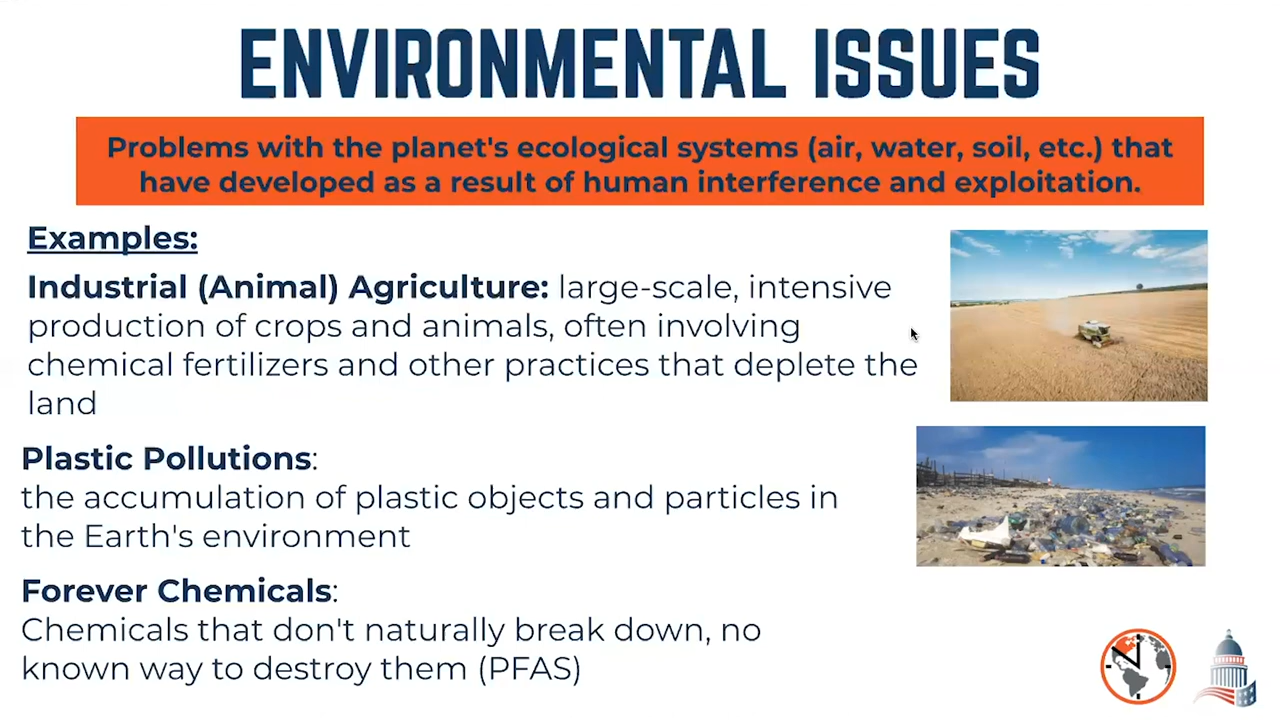 ENVIRONMENTAL ISSUES
Problems with the planet's ecological systems (air, water, soil, etc.) that
have developed as a result of human interference and exploitation.
Examples:
Industrial (Animal) Agriculture: large-scale, intensive
production of crops and animals, often involving
chemical fertilizers and other practices that deplete the
land
Plastic Pollutions:
the accumulation of plastic objects and particles in
the Earth's environment
Forever Chemicals:
Chemicals that don't naturally break down, no
known way to destroy them (PFAS)